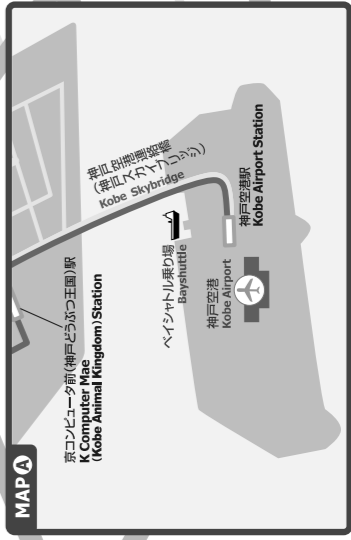 MAP A
京コンピュータ前(神戸どうぶつ王国)駅
K Computer Mae
(Kobe Animal Kingdom)Station
神戸空港連絡橋
(神戸スカイブリッジ)
Kobe Skybridge
ベイシャトル乗り場
Bayshuttle
神戸空港
Kobe Airport
神戸空港駅
Kobe Airport Station